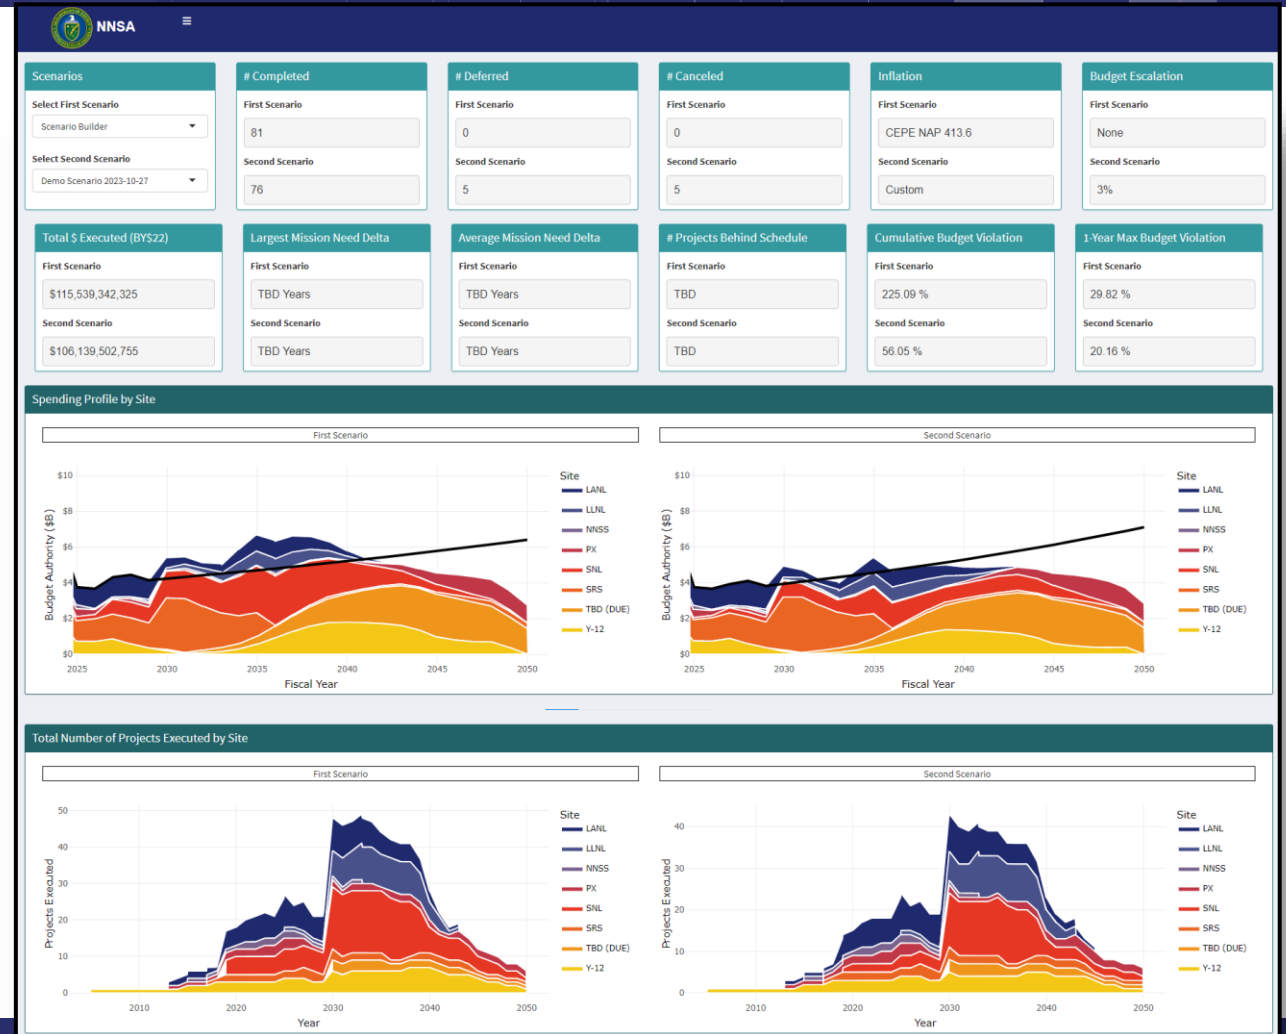 NNSA
Scenarios
Select First Scenario
Scenario Builder
Select Second Scenario
Demo Scenario 2023-10-27
# Completed
First Scenario
81
Second Scenario
76
# Deferred
First Scenario
0
Second Scenario
5
# Canceled
First Scenario
0
Second Scenario
5
Inflation
First Scenario
CEPE NAP 413.6
Second Scenario
Custom
Budget Escalation
First Scenario
None
Second Scenario
3%
Total $ Executed (BY$22)
First Scenario
$115,539,342,325
Second Scenario
$106,139,502,755
Largest Mission Need Delta
First Scenario
TBD Years
Second Scenario
TBD Years
Average Mission Need Delta
First Scenario
TBD Years
Second Scenario
TBD Years
# Projects Behind Schedule
First Scenario
TBD
Second Scenario
TBD
Cumulative Budget Violation
First Scenario
225.09 %
Second Scenario
56.05 %
1-Year Max Budget Violation
First Scenario
29.82 %
Second Scenario
20.16 %
Spending Profile by Site
First Scenario
Budget Authority ($B)
$10
$8
$6
$4
$2
$0
2025 2030 2035 2040 2045 2050
Fiscal Year
Site
LANL
LLNL
NNSS
PX
SNL
SRS
TBD (DUE)
Y-12
Second Scenario
Budget Authority ($B)
$10
$8
$6
$4
$2
$0
2025 2030 2035 2040 2045 2050
Fiscal Year
Site
LANL
LLNL
NNSS
PX
SNL
SRS
TBD (DUE)
Y-12
Total Number of Projects Executed by Site
First Scenario
Projects Executed
50
40
30
20
10
0
2010 2020 2030 2040 2050
Year
Site
LANL
LLNL
NNSS
PX
SNL
SRS
TBD (DUE)
Y-12
Second Scenario
Projects Executed
40
30
20
10
0
2010 2020 2030 2040 2050
Year
Site
LANL
LLNL
NNSS
PX
SNL
SRS
TBD (DUE)
Y-12